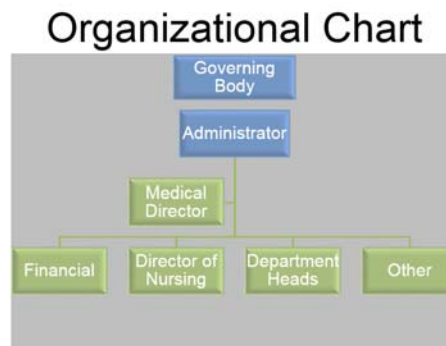 Organizational Chart
Governing
Body
Administrator
Medical
Director
Financial
Director of
Nursing
Department
Heads
Other